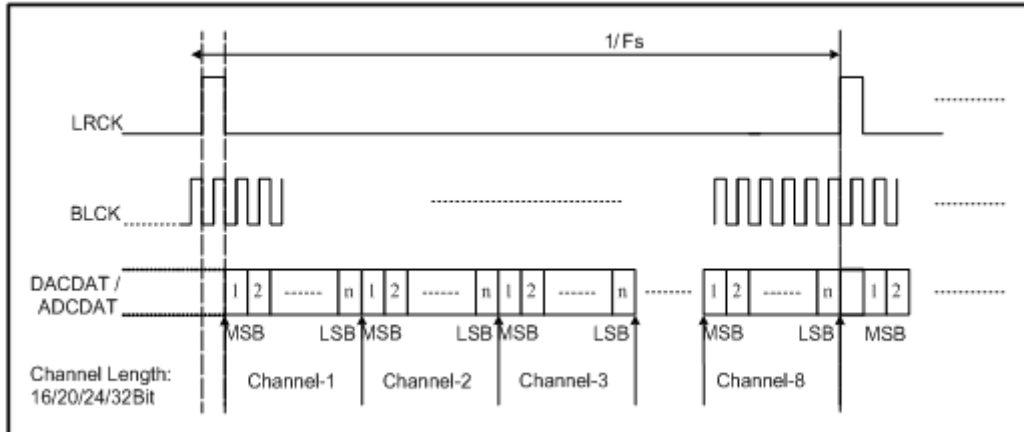 1/Fs
LRCK
BLCK
DACDAT /
ADCDAT
1 2 ------ n 1 2 ------ n 1 2 ------ n ------- 1 2 ------ n 1 2
MSB LSB MSB LSB MSB LSB MSB LSB MSB
Channel Length:
16/20/24/32Bit
Channel-1 Channel-2 Channel-3 Channel-8